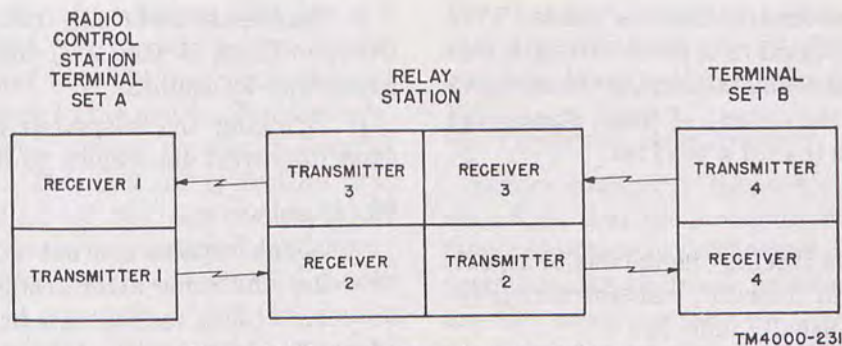 RADIO
CONTROL
STATION
TERMINAL
SET A
RELAY
STATION
TERMINAL
SET B
RECEIVER 1
TRANSMITTER
3
RECEIVER
3
TRANSMITTER
4
TRANSMITTER 1
RECEIVER
2
TRANSMITTER
2
RECEIVER
4
TM4000-231